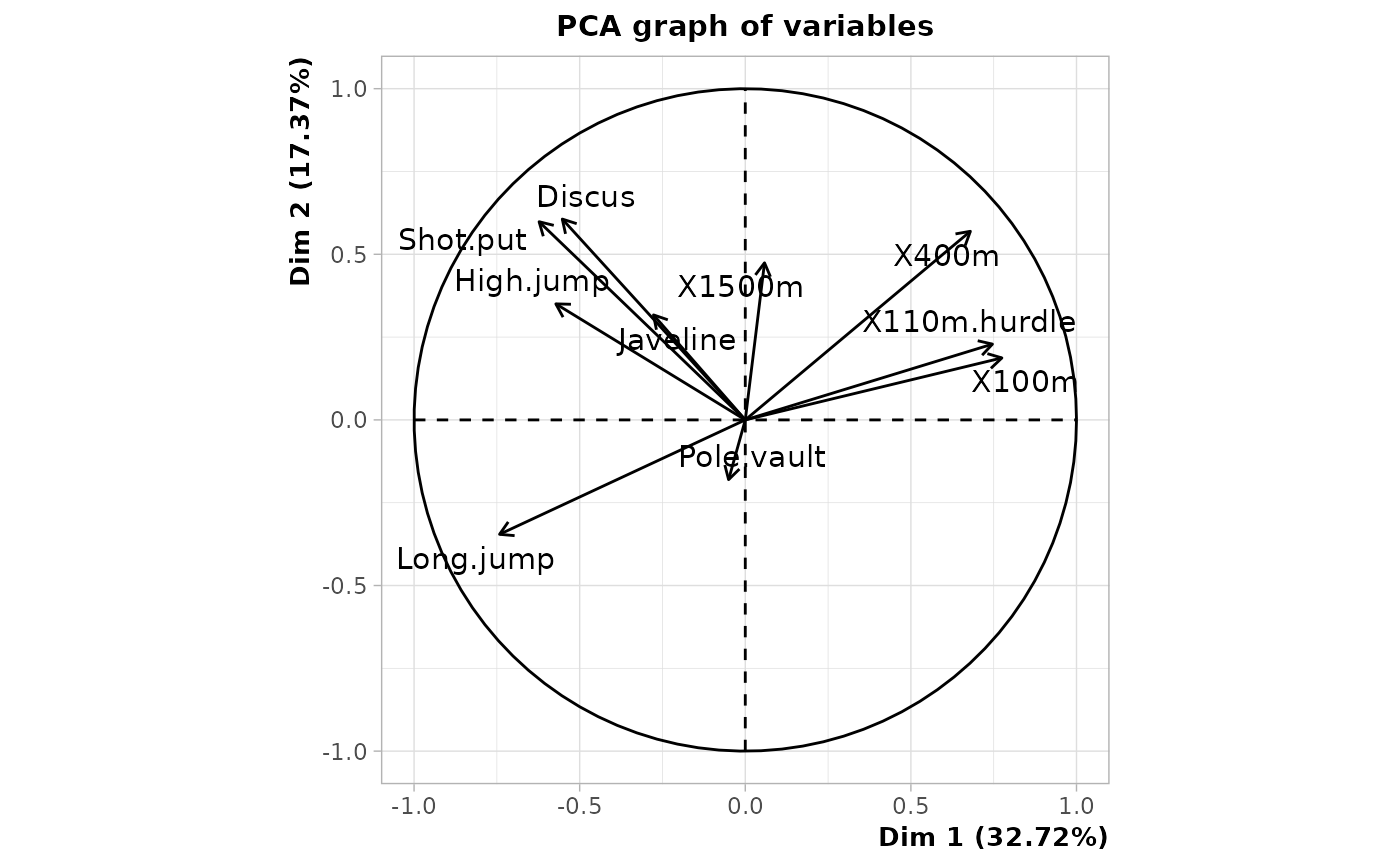 PCA graph of variables
Dim 2 (17.37%)
1.0
0.5
0.0
-0.5
-1.0
Discus
Shot.put
High.jump
X1500m
X400m
X110m.hurdle
Javeline
X100m
Pole.vault
Long.jump
-1.0 -0.5 0.0 0.5 1.0
Dim 1 (32.72%)